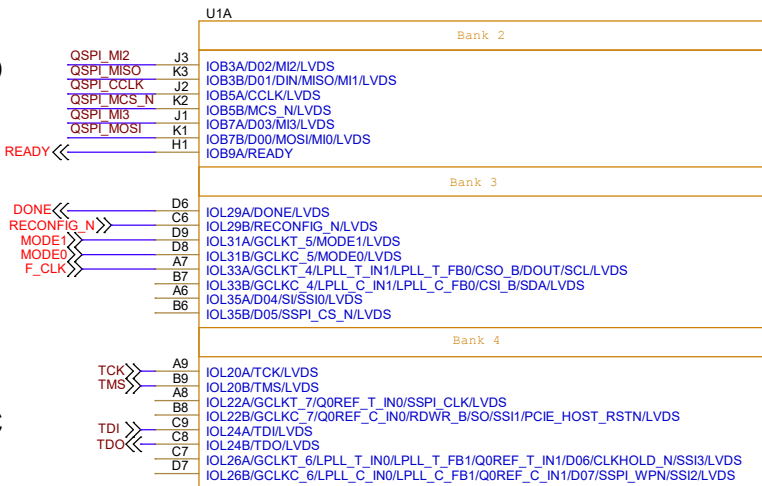 U1A
Bank 2
QSPI_MI2 J3 IOB3A/D02/MI2/LVDS
QSPI_MISO K3 IOB3B/D01/DIN/MISO/MI1/LVDS
QSPI_CCLK J2 IOB5A/CCLK/LVDS
QSPI_MCS_N K2 IOB5B/MCS_N/LVDS
QSPI_MI3 J1 IOB7A/D03/MI3/LVDS
QSPI_MOSI K1 IOB7B/D00/MOSI/MI0/LVDS
READY H1 IOB9A/READY
Bank 3
DONE D6 IOL29A/DONE/LVDS
RECONFIG_N C6 IOL29B/RECONFIG_N/LVDS
MODE1 D9 IOL31A/GCLKT_5/MODE1/LVDS
MODE0 D8 IOL31B/GCLKC_5/MODE0/LVDS
F_CLK A7 IOL33A/GCLKT_4/LPLL_T_IN1/LPLL_T_FB0/CSO_B/DOUT/SCL/LVDS
B7 IOL33B/GCLKC_4/LPLL_C_IN1/LPLL_C_FB0/CSI_B/SDA/LVDS
A6 IOL35A/D04/SI/SSI0/LVDS
B6 IOL35B/D05/SSPI_CS_N/LVDS
Bank 4
TCK A9 IOL20A/TCK/LVDS
TMS B9 IOL20B/TMS/LVDS
A8 IOL22A/GCLKT_7/Q0REF_T_IN0/SSPI_CLK/LVDS
B8 IOL22B/GCLKC_7/Q0REF_C_IN0/RDWR_B/SO/SSI1/PCIE_HOST_RSTN/LVDS
TDI C9 IOL24A/TDI/LVDS
TDO C8 IOL24B/TDO/LVDS
C7 IOL26A/GCLKT_6/LPLL_T_IN0/LPLL_T_FB1/Q0REF_T_IN1/D06/CLKHOLD_N/SSI3/LVDS
D7 IOL26B/GCLKC_6/LPLL_C_IN0/LPLL_C_FB1/Q0REF_C_IN1/D07/SSPI_WPN/SSI2/LVDS